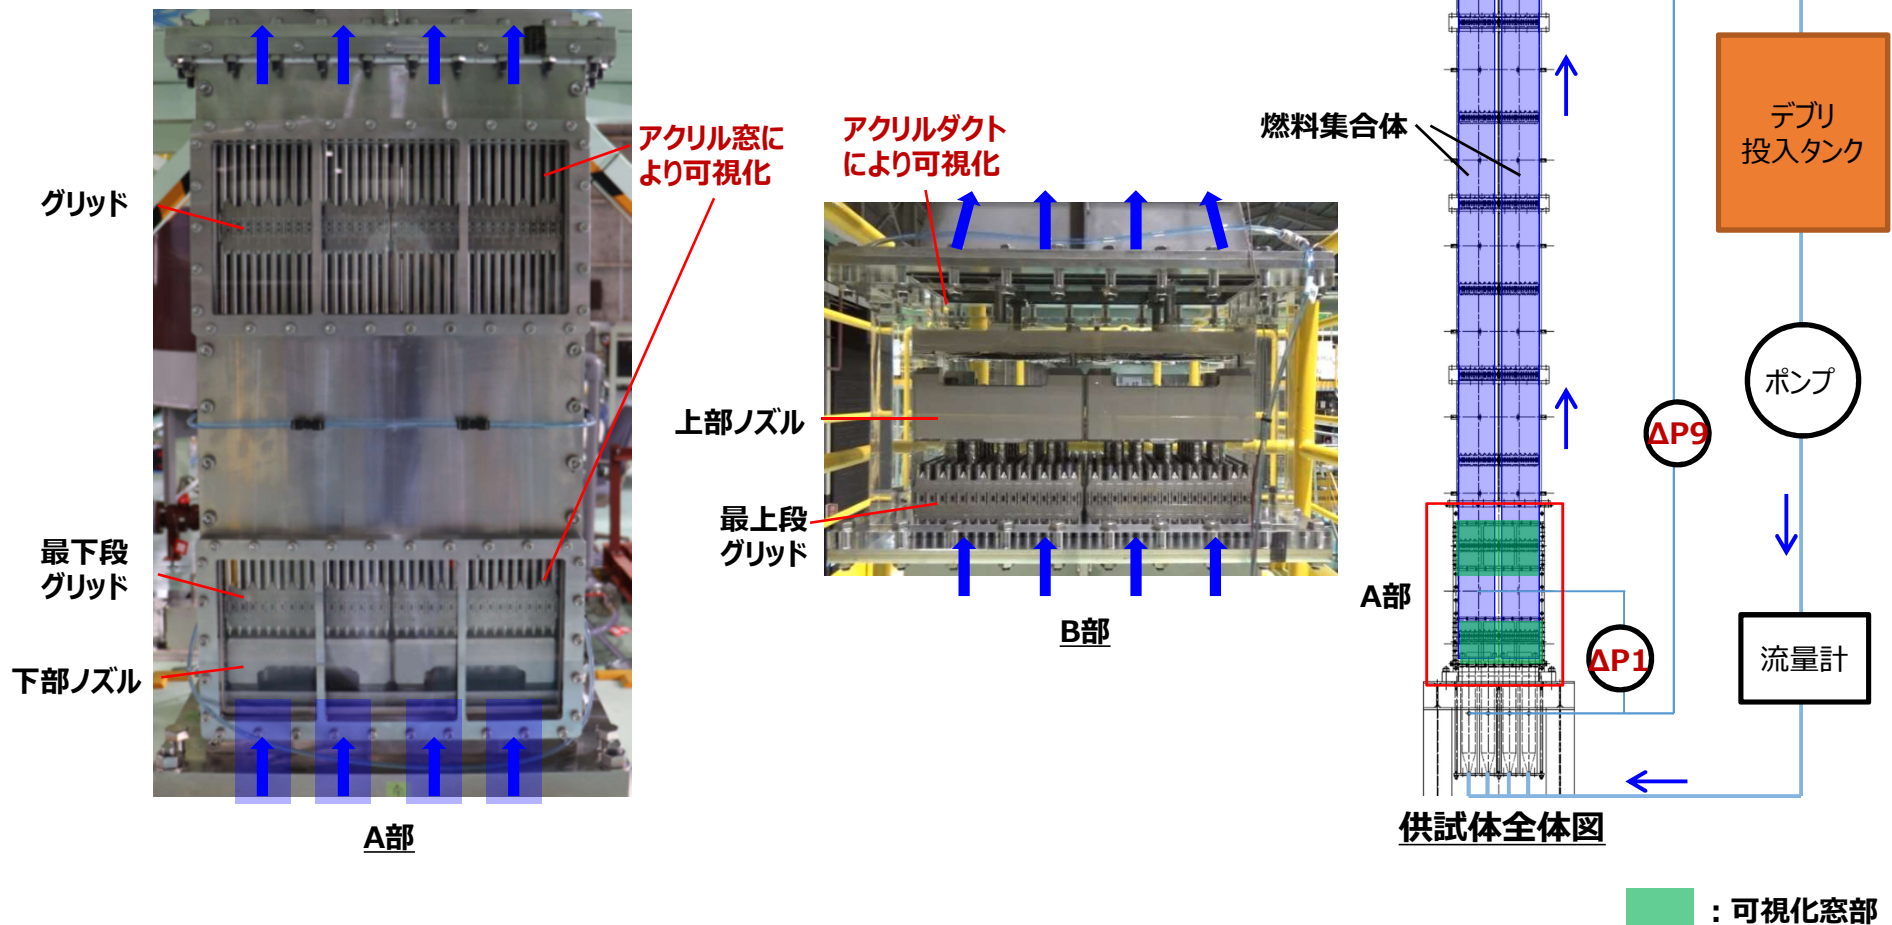 グリッド
最下段
グリッド
下部ノズル
アクリル窓に
より可視化
A部
アクリルダクト
により可視化
上部ノズル
最上段
グリッド
B部
燃料集合体
デブリ
投入タンク
ポンプ
ΔP9
A部
ΔP1
流量計
供試体全体図
：可視化窓部